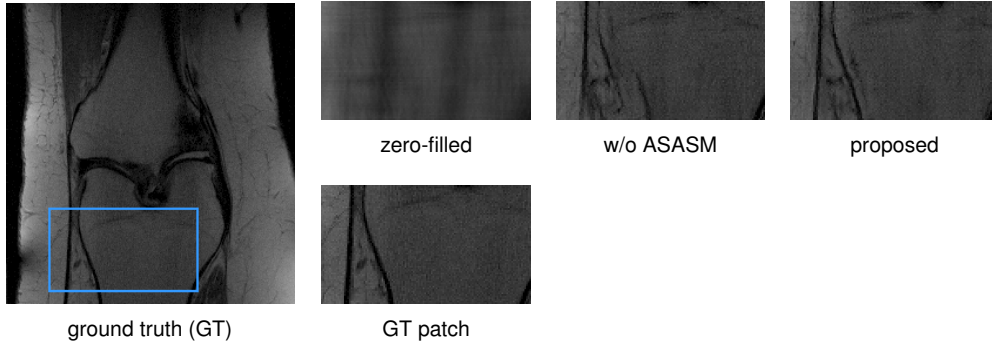 zero-filled
w/o ASASM
proposed
ground truth (GT)
GT patch